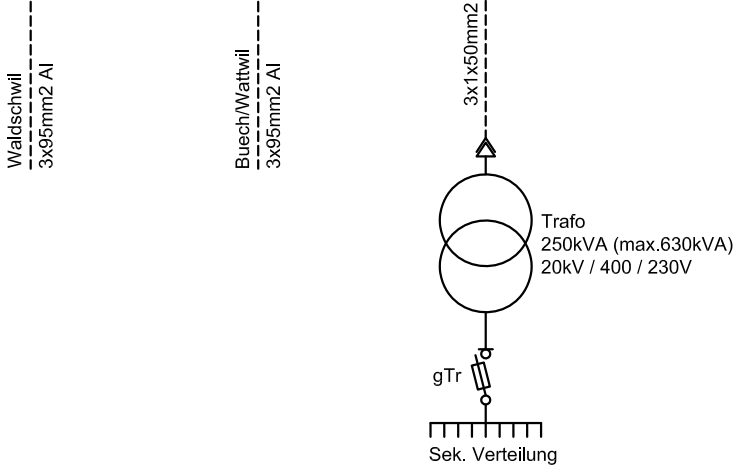 Waldschwil
3x95mm2 Al
Buech/Wattwil
3x95mm2 Al
3x1x50mm2
Trafo
250kVA (max.630kVA)
20kV / 400 / 230V
gTr
Sek. Verteilung